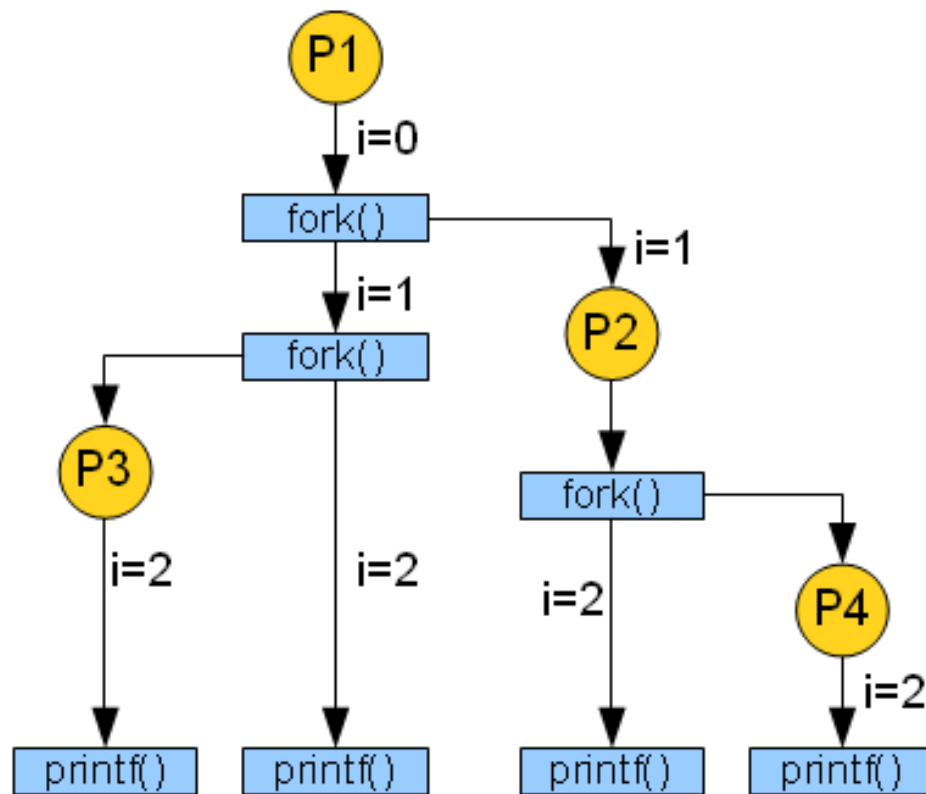 P1
i=0
fork()
i=1
i=1
fork()
P2
P3
fork()
i=2
i=2
i=2
P4
i=2
printf()
printf()
printf()
printf()